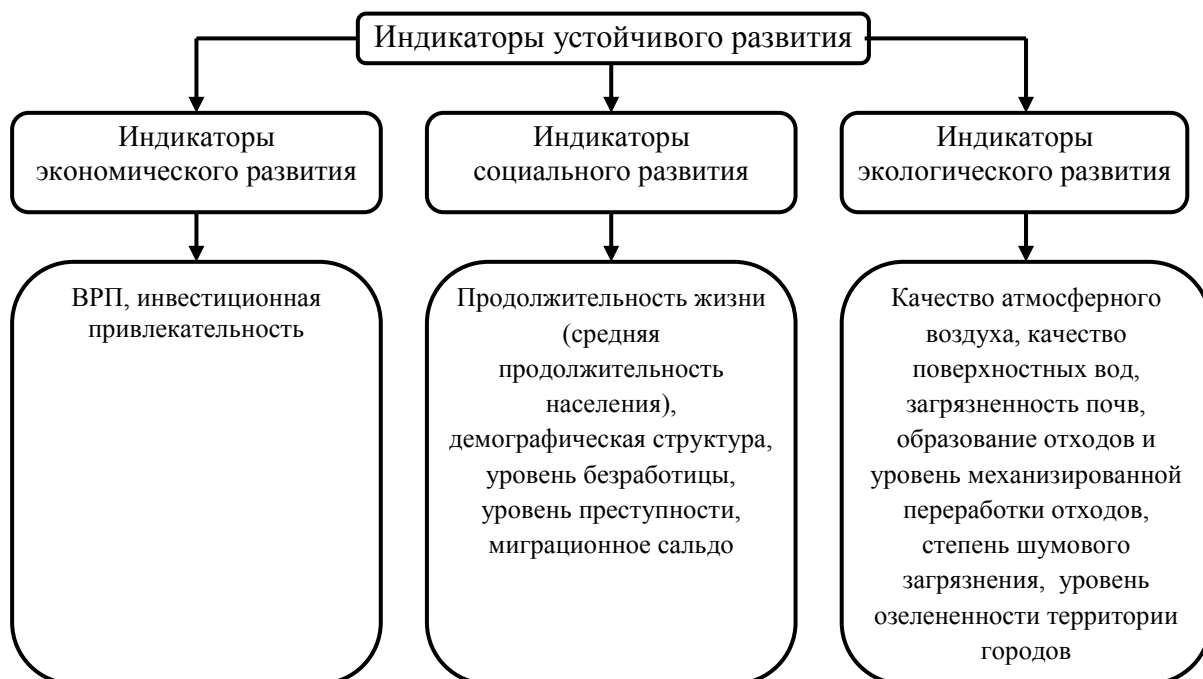 Индикаторы устойчивого развития
Индикаторы
экономического развития
Индикаторы
социального развития
Индикаторы
экологического развития
ВРП, инвестиционная
привлекательность
Продолжительность жизни
(средняя
продолжительность
населения),
демографическая структура,
уровень безработицы,
уровень преступности,
миграционное сальдо
Качество атмосферного
воздуха, качество
поверхностных вод,
загрязненность почв,
образование отходов и
уровень механизированной
переработки отходов,
степень шумового
загрязнения, уровень
озелененности территории
городов